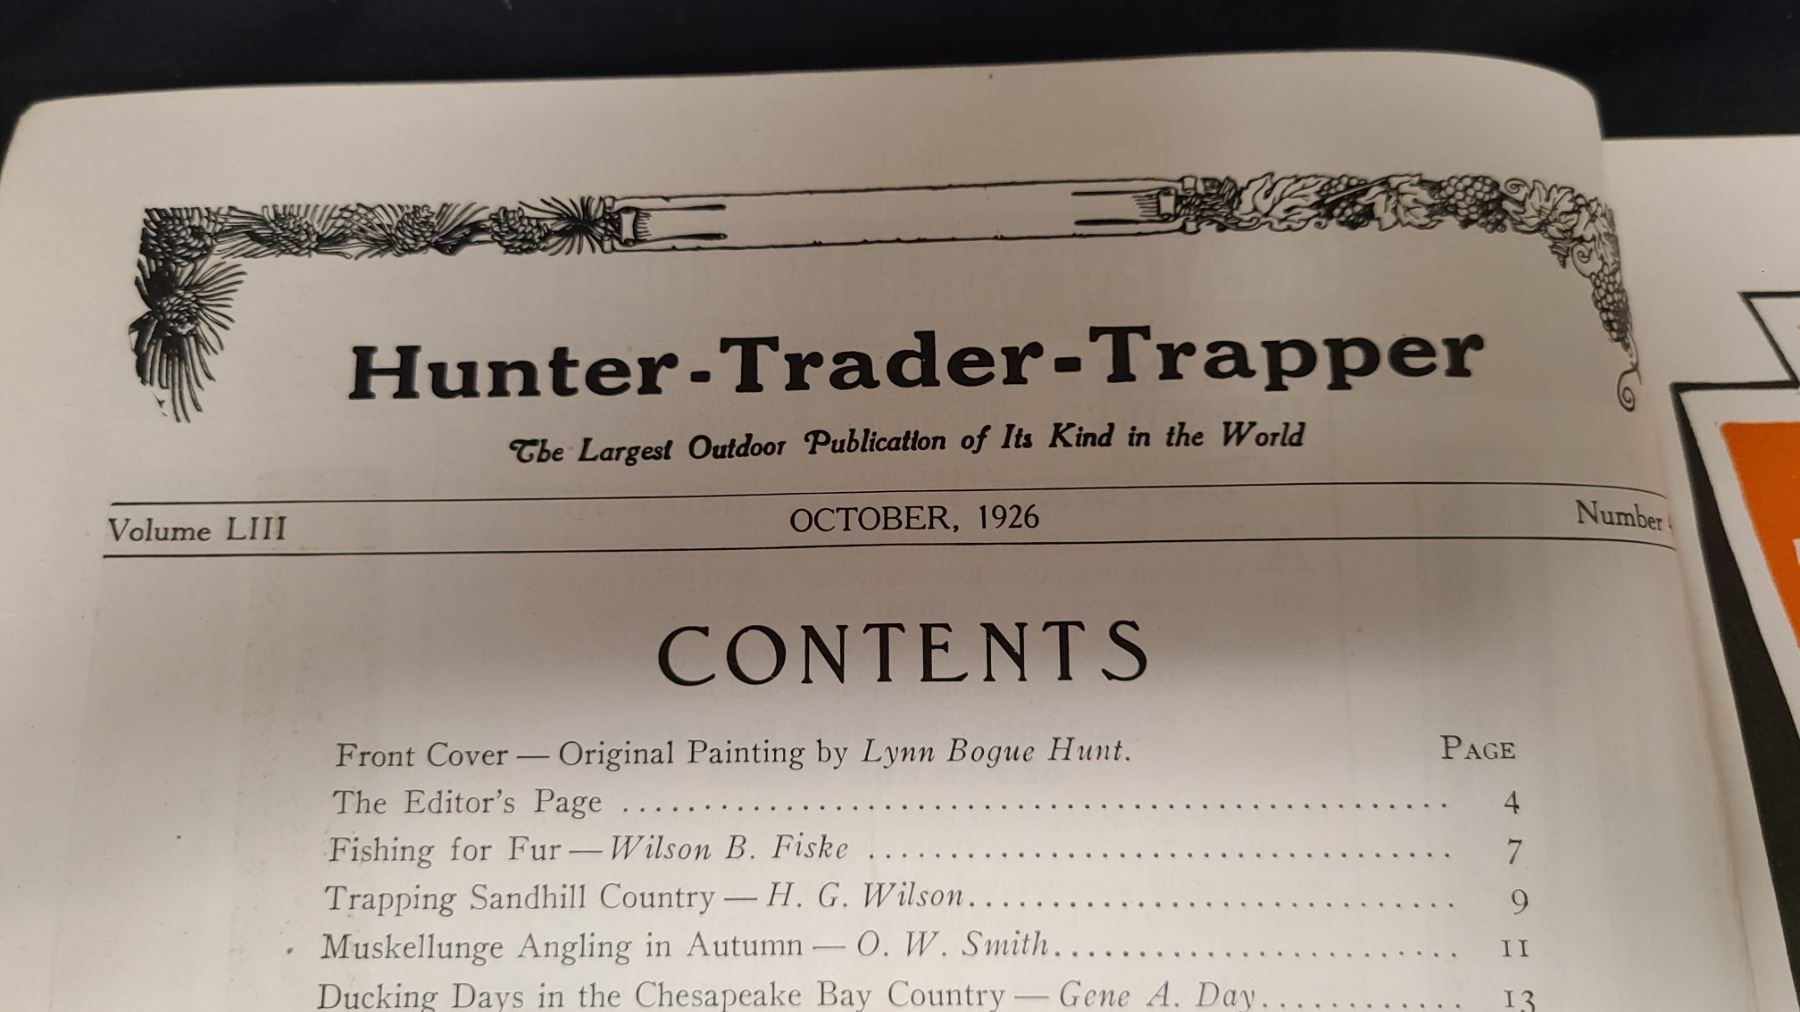 Hunter-Trader-Trapper
The Largest Outdoor Publication of Its Kind in the World
Volume LIII OCTOBER, 1926 Number
CONTENTS
Front Cover — Original Painting by Lynn Bogue Hunt. PAGE
The Editor's Page .................................................... 4
Fishing for Fur — Wilson B. Fiske ..................................... 7
Trapping Sandhill Country — H. G. Wilson............................... 9
Muskellunge Angling in Autumn — O. W. Smith.......................... 11
Ducking Days in the Chesapeake Bay Country — Gene A. Day............. 13